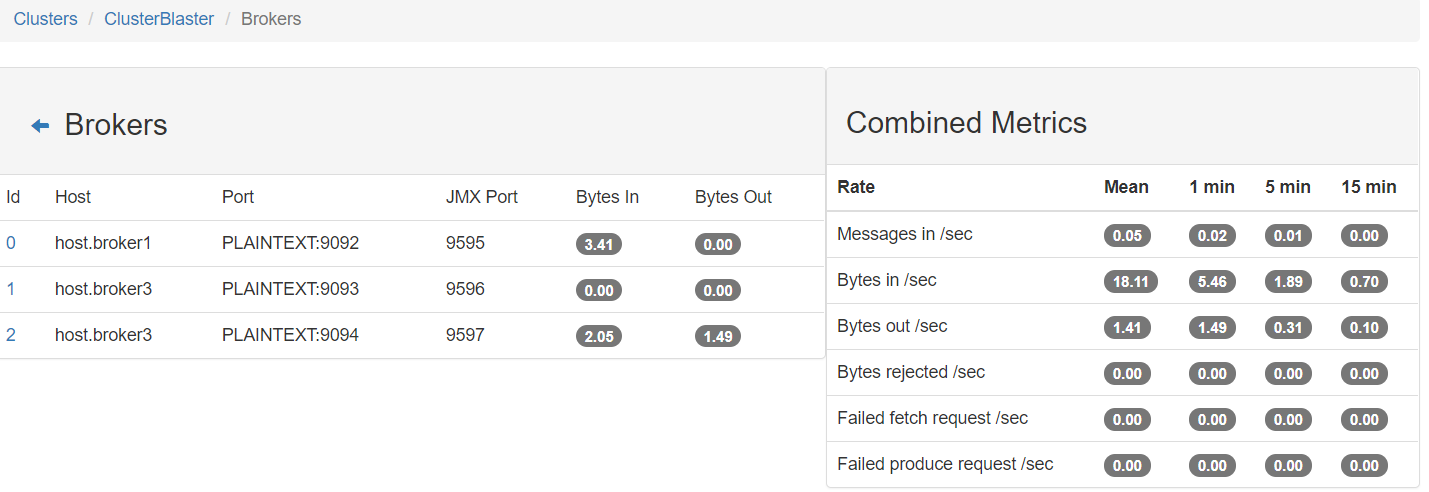 Clusters / ClusterBlaster / Brokers
Brokers
Id Host Port JMX Port Bytes In Bytes Out
0 host.broker1 PLAINTEXT:9092 9595 3.41 0.00
1 host.broker3 PLAINTEXT:9093 9596 0.00 0.00
2 host.broker3 PLAINTEXT:9094 9597 2.05 1.49
Combined Metrics
Rate Mean 1 min 5 min 15 min
Messages in /sec 0.05 0.02 0.01 0.00
Bytes in /sec 18.11 5.46 1.89 0.70
Bytes out /sec 1.41 1.49 0.31 0.10
Bytes rejected /sec 0.00 0.00 0.00 0.00
Failed fetch request /sec 0.00 0.00 0.00 0.00
Failed produce request /sec 0.00 0.00 0.00 0.00